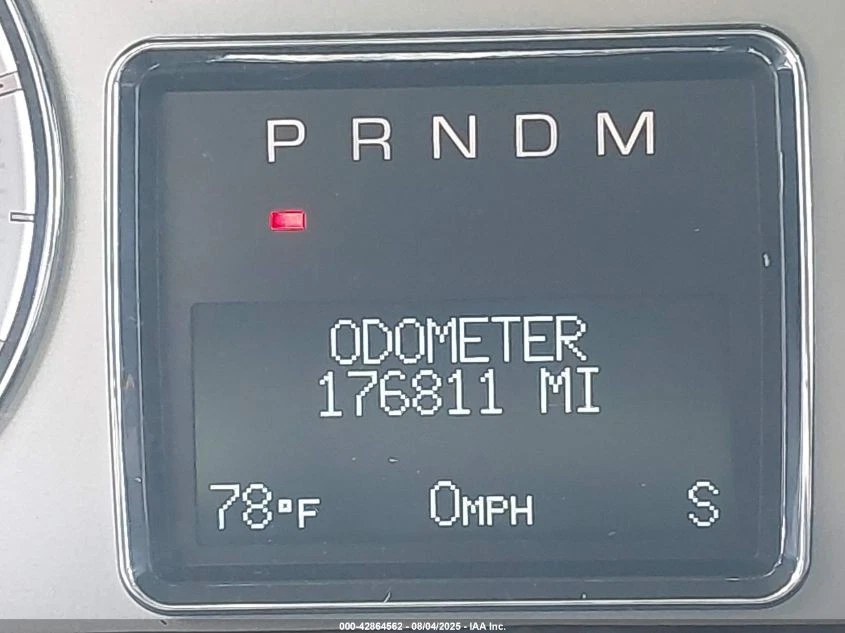 P R N D M
ODOMETER
176811 MI
78°F 0MPH S
000-42864562 - 08/04/2025 - IAA Inc.